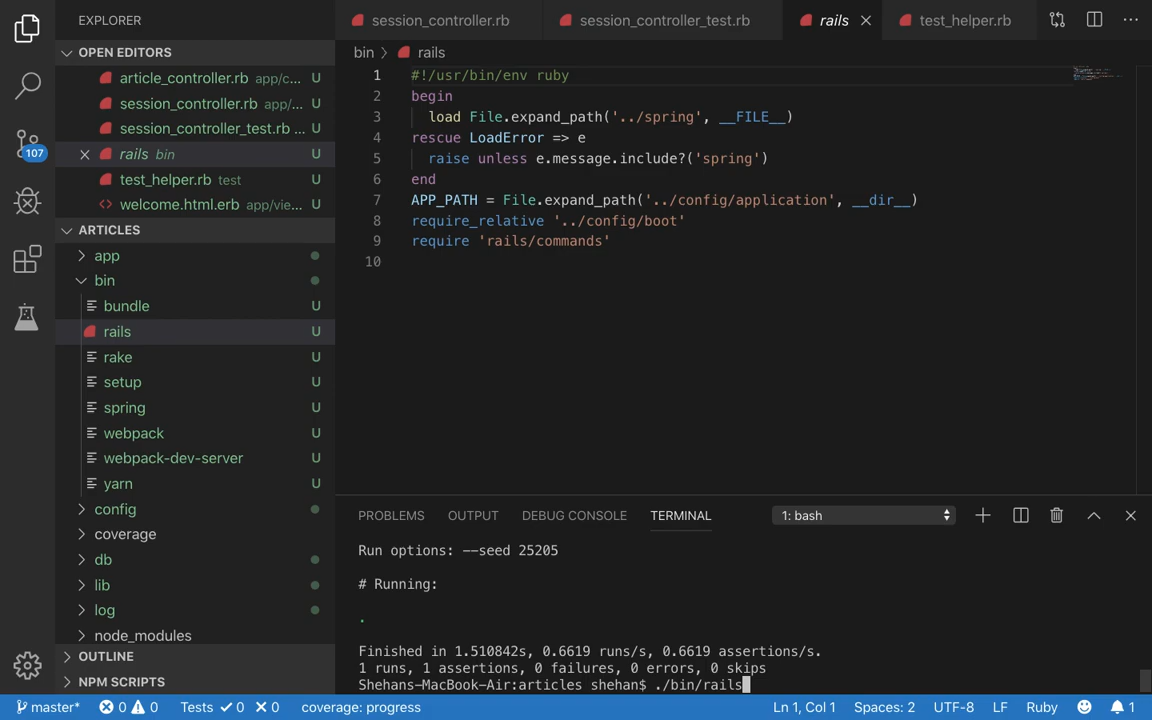 EXPLORER
OPEN EDITORS
article_controller.rb app/c... U
session_controller.rb app/... U
session_controller_test.rb ... U
rails bin U
test_helper.rb test U
welcome.html.erb app/vie... U
ARTICLES
app
bin
bundle U
rails U
rake U
setup U
spring U
webpack U
webpack-dev-server U
yarn U
config
coverage
db
lib
log
node_modules
OUTLINE
NPM SCRIPTS
107
session_controller.rb
session_controller_test.rb
rails
test_helper.rb
bin > rails
1 #!/usr/bin/env ruby
2 begin
3 load File.expand_path('../spring', __FILE__)
4 rescue LoadError => e
5 raise unless e.message.include?('spring')
6 end
7 APP_PATH = File.expand_path('../config/application', __dir__)
8 require_relative '../config/boot'
9 require 'rails/commands'
10
PROBLEMS OUTPUT DEBUG CONSOLE TERMINAL 1: bash
Run options: --seed 25205
# Running:
.
Finished in 1.510842s, 0.6619 runs/s, 0.6619 assertions/s.
1 runs, 1 assertions, 0 failures, 0 errors, 0 skips
Shehans-MacBook-Air:articles shehan$ ./bin/rails
master* 0 0 Tests 0 0 coverage: progress Ln 1, Col 1 Spaces: 2 UTF-8 LF Ruby 1